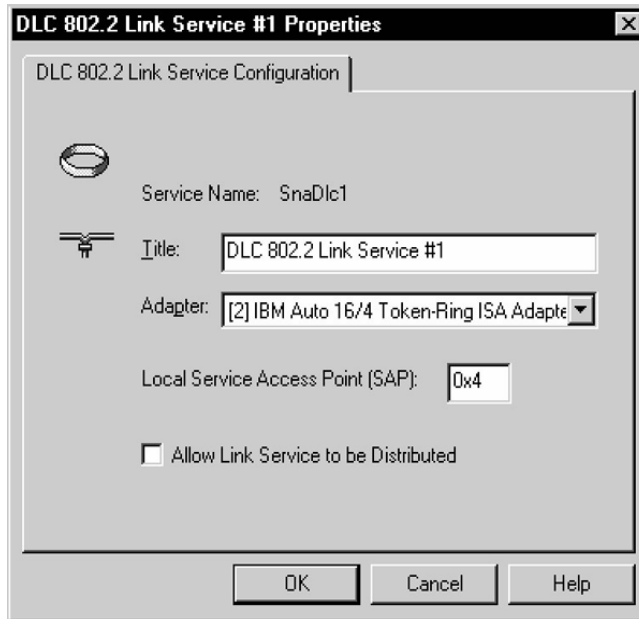 DLC 802.2 Link Service #1 Properties
DLC 802.2 Link Service Configuration
Service Name: SnaDlc1
Title: DLC 802.2 Link Service #1
Adapter: [2] IBM Auto 16/4 Token-Ring ISA Adapte
Local Service Access Point (SAP): 0x4
Allow Link Service to be Distributed
OK Cancel Help